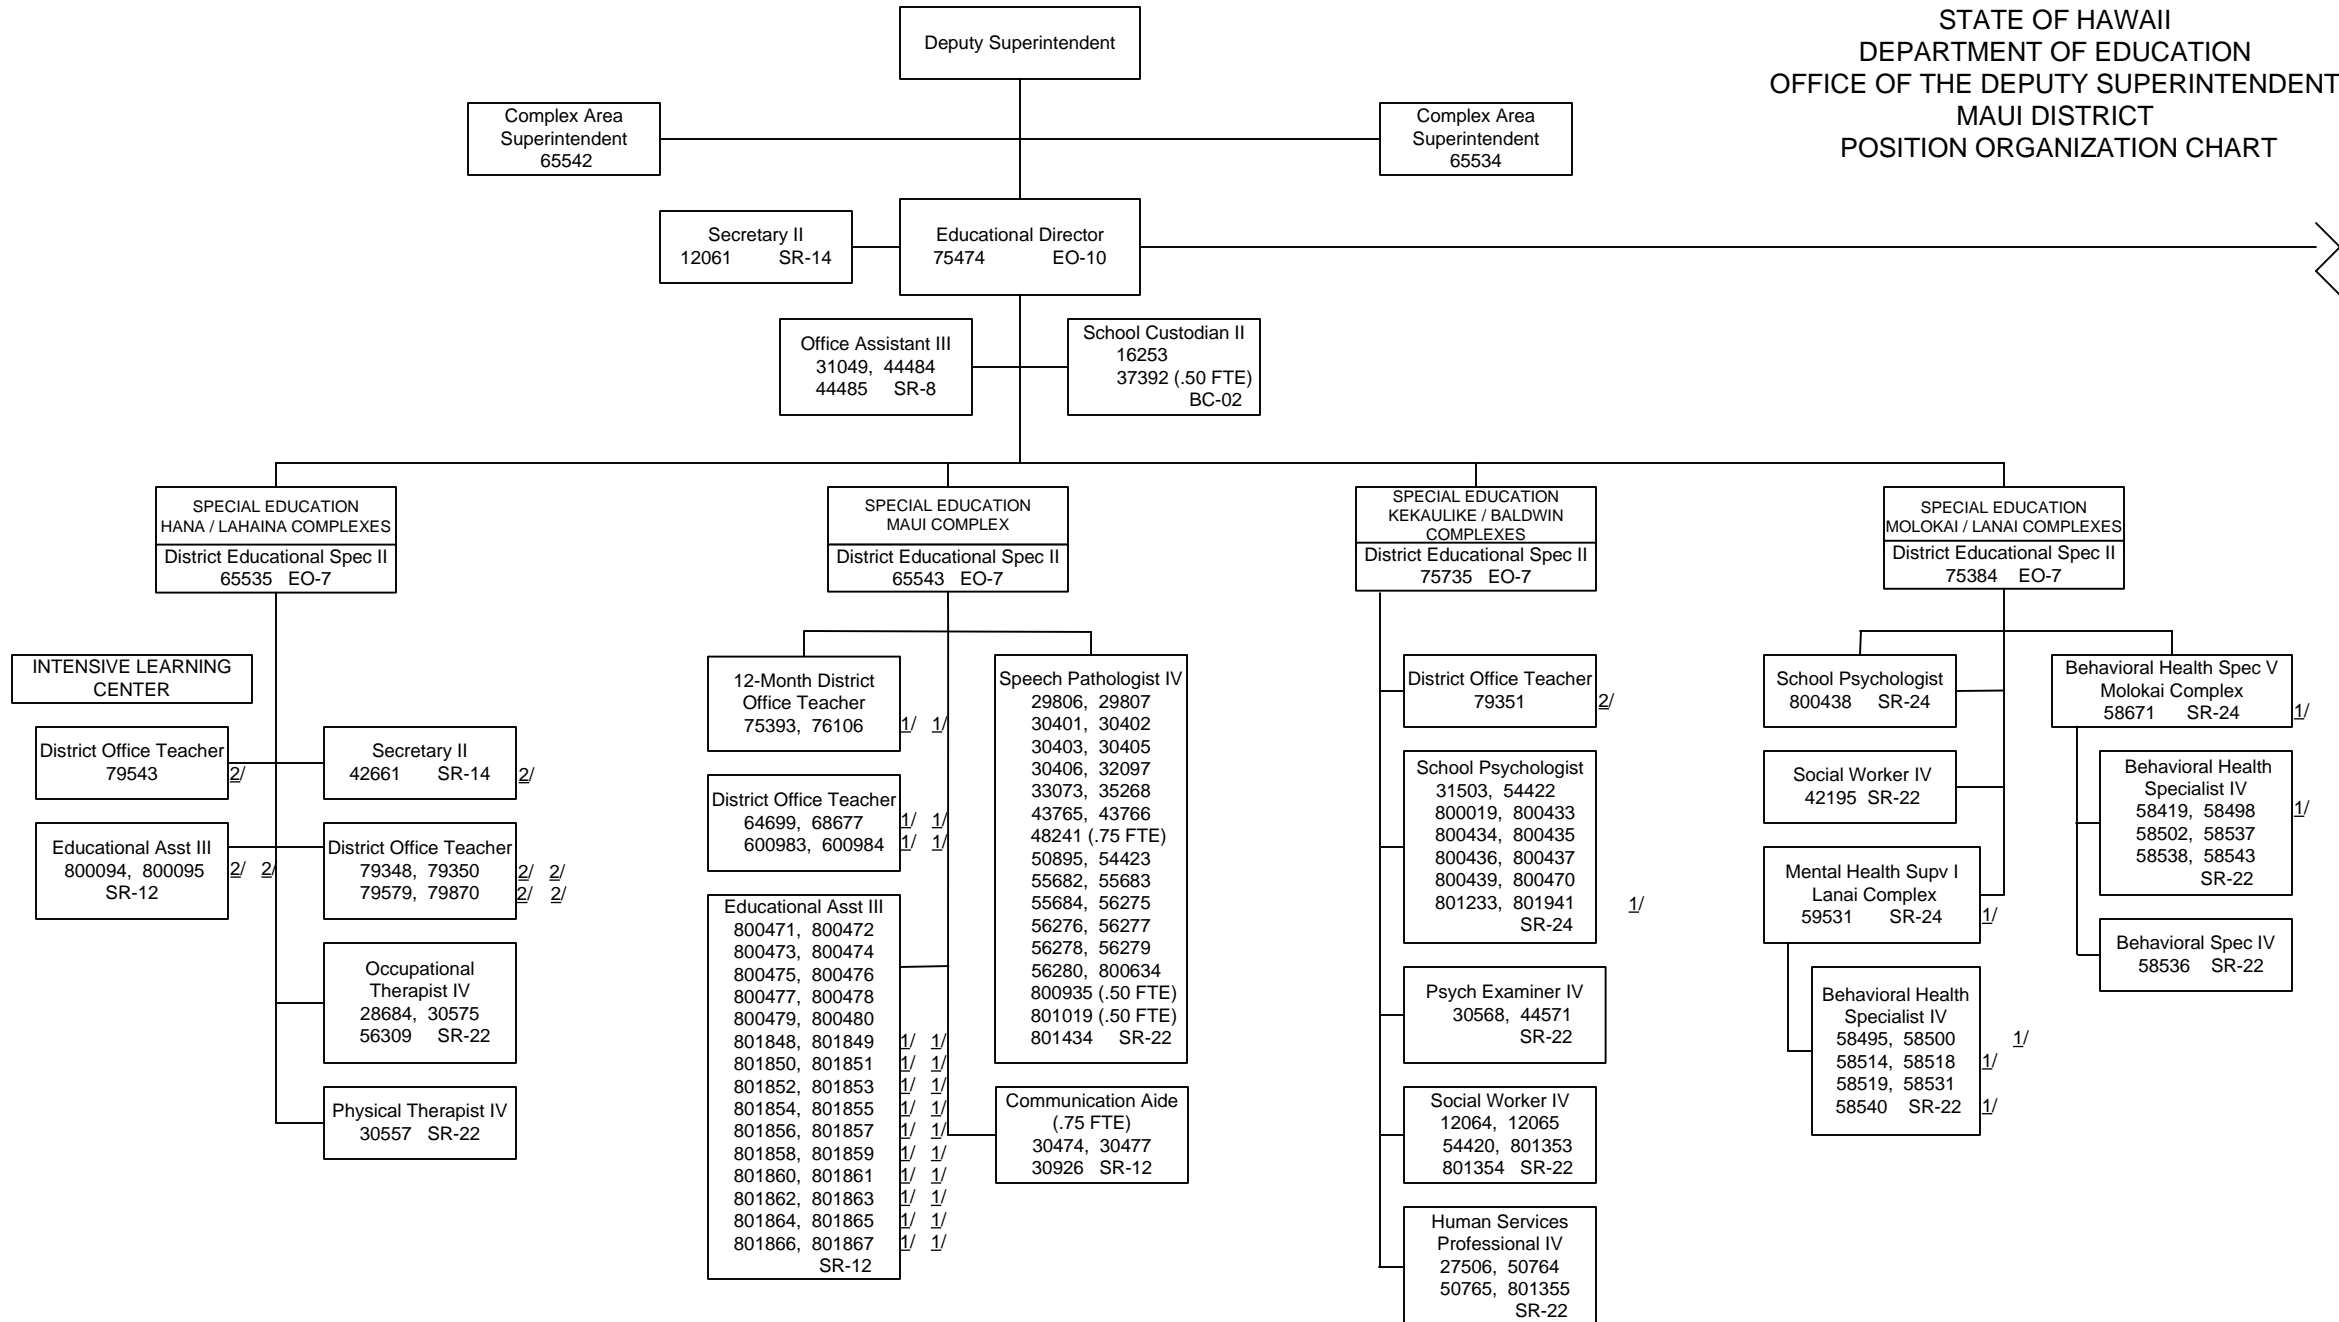 STATE OF HAWAII
DEPARTMENT OF EDUCATION
OFFICE OF THE DEPUTY SUPERINTENDENT
MAUI DISTRICT
POSITION ORGANIZATION CHART
Deputy Superintendent
Complex Area
Superintendent
65542
Complex Area
Superintendent
65534
Secretary II
12061 SR-14
Educational Director
75474 EO-10
Office Assistant III
31049, 44484
44485 SR-8
School Custodian II
16253
37392 (.50 FTE)
BC-02
SPECIAL EDUCATION
HANA / LAHAINA COMPLEXES
District Educational Spec II
65535 EO-7
INTENSIVE LEARNING
CENTER
District Office Teacher
79543 2/
Secretary II
42661 SR-14 2/
Educational Asst III
800094, 800095 2/ 2/
SR-12
District Office Teacher
79348, 79350 2/ 2/
79579, 79870 2/ 2/
Occupational
Therapist IV
28684, 30575
56309 SR-22
Physical Therapist IV
30557 SR-22
SPECIAL EDUCATION
MAUI COMPLEX
District Educational Spec II
65543 EO-7
12-Month District
Office Teacher
75393, 76106 1/ 1/
District Office Teacher
64699, 68677 1/ 1/
600983, 600984 1/ 1/
Educational Asst III
800471, 800472
800473, 800474
800475, 800476
800477, 800478
800479, 800480
801848, 801849 1/ 1/
801850, 801851 1/ 1/
801852, 801853 1/ 1/
801854, 801855 1/ 1/
801856, 801857 1/ 1/
801858, 801859 1/ 1/
801860, 801861 1/ 1/
801862, 801863 1/ 1/
801864, 801865 1/ 1/
801866, 801867 1/ 1/
SR-12
Speech Pathologist IV
29806, 29807
30401, 30402
30403, 30405
30406, 32097
33073, 35268
43765, 43766
48241 (.75 FTE)
50895, 54423
55682, 55683
55684, 56275
56276, 56277
56278, 56279
56280, 800634
800935 (.50 FTE)
801019 (.50 FTE)
801434 SR-22
Communication Aide
(.75 FTE)
30474, 30477
30926 SR-12
SPECIAL EDUCATION
KEKAULIKE / BALDWIN
COMPLEXES
District Educational Spec II
75735 EO-7
District Office Teacher
79351 2/
School Psychologist
31503, 54422
800019, 800433
800434, 800435
800436, 800437
800439, 800470
801233, 801941 1/
SR-24
Psych Examiner IV
30568, 44571
SR-22
Social Worker IV
12064, 12065
54420, 801353
801354 SR-22
Human Services
Professional IV
27506, 50764
50765, 801355
SR-22
SPECIAL EDUCATION
MOLOKAI / LANAI COMPLEXES
District Educational Spec II
75384 EO-7
School Psychologist
800438 SR-24
Social Worker IV
42195 SR-22
Mental Health Supv I
Lanai Complex
59531 SR-24 1/
Behavioral Health
Specialist IV
58495, 58500 1/
58514, 58518 1/
58519, 58531
58540 SR-22 1/
Behavioral Health Spec V
Molokai Complex
58671 SR-24 1/
Behavioral Health
Specialist IV
58419, 58498 1/
58502, 58537
58538, 58543
SR-22
Behavioral Spec IV
58536 SR-22